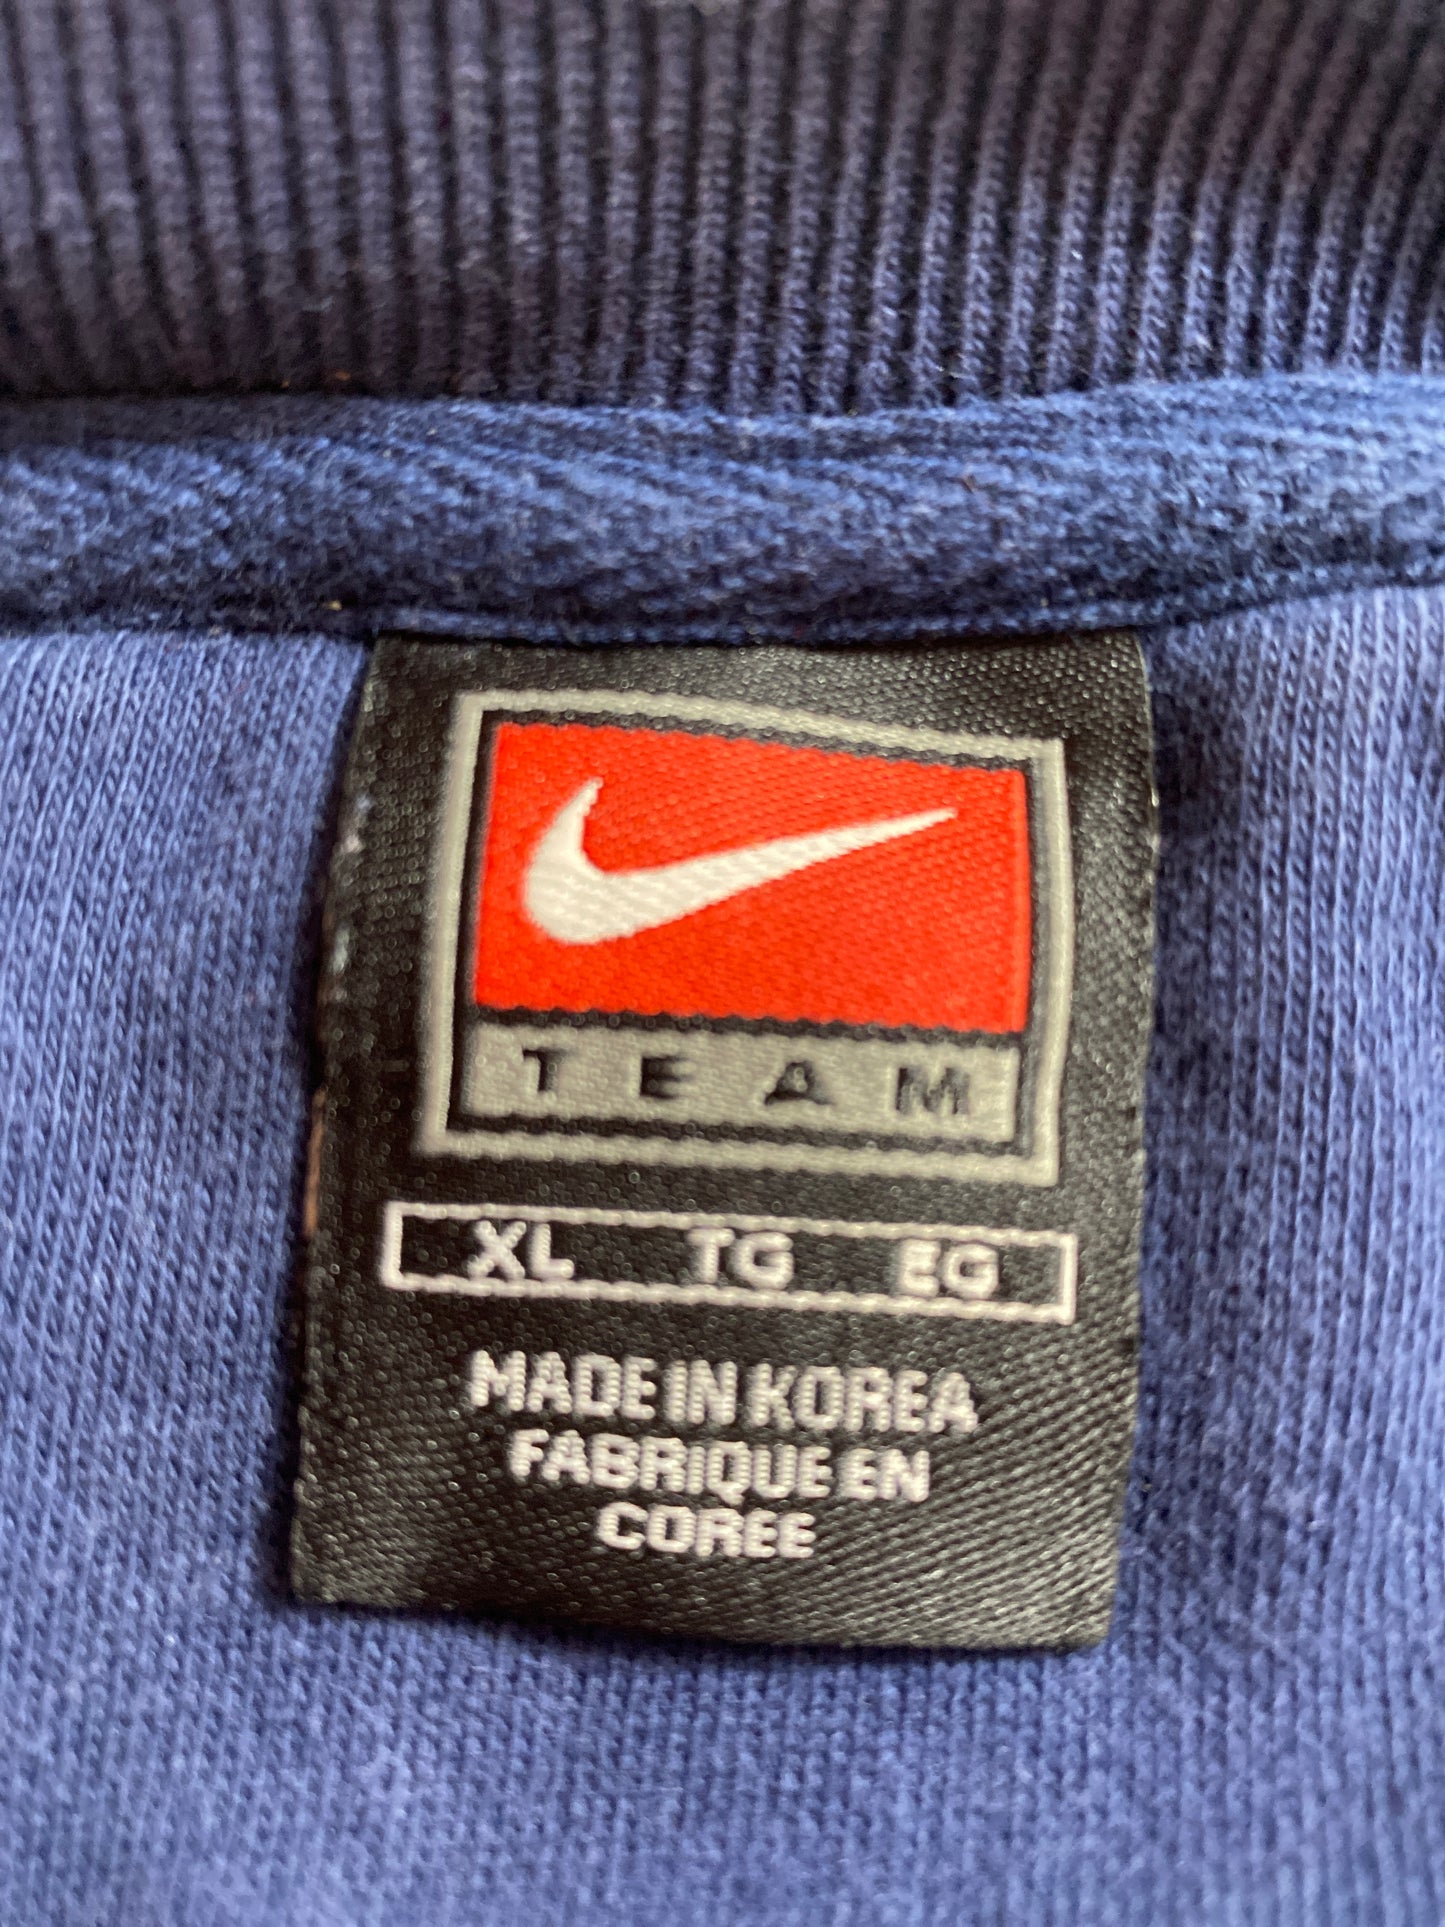 TEAM
XL TG EG
MADE IN KOREA
FABRIQUE EN
COREE